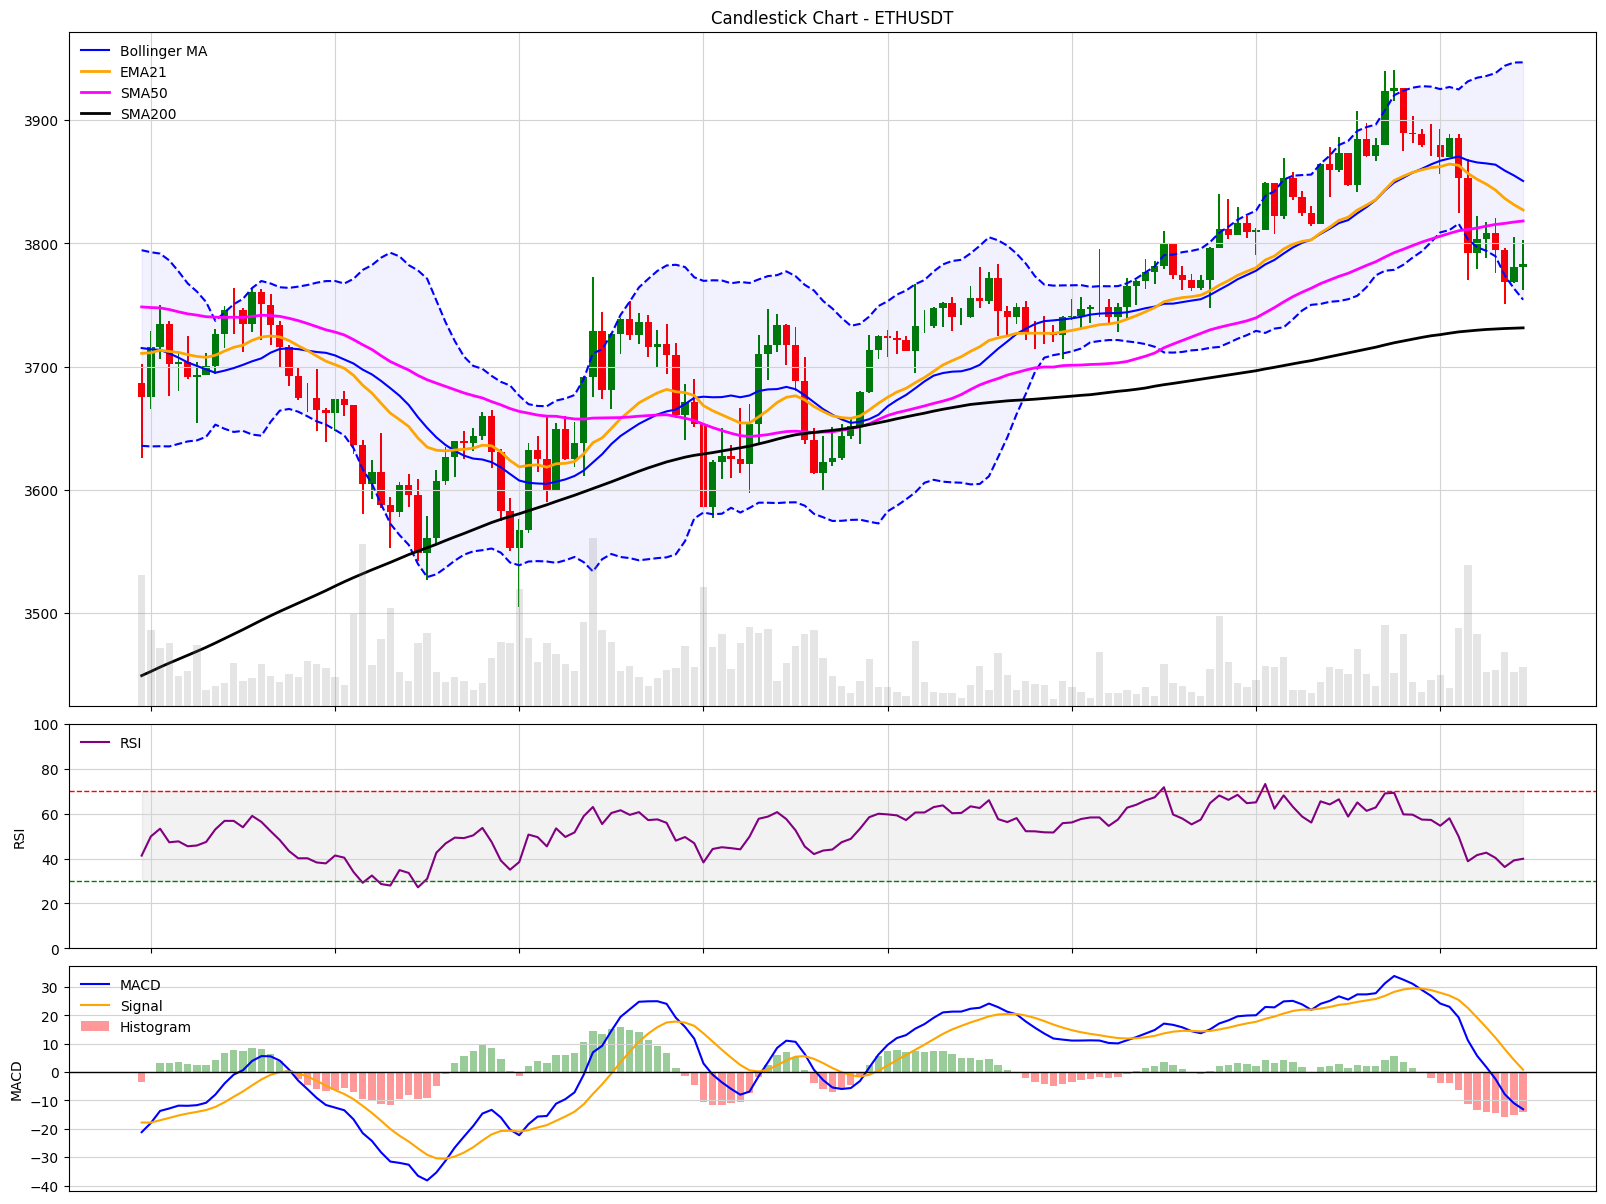 Candlestick Chart - ETHUSDT
Bollinger MA
EMA21
SMA50
SMA200
3900
3800
3700
3600
3500
RSI
100
80
60
40
20
0
RSI
MACD
Signal
Histogram
30
20
10
0
−10
−20
−30
−40
MACD